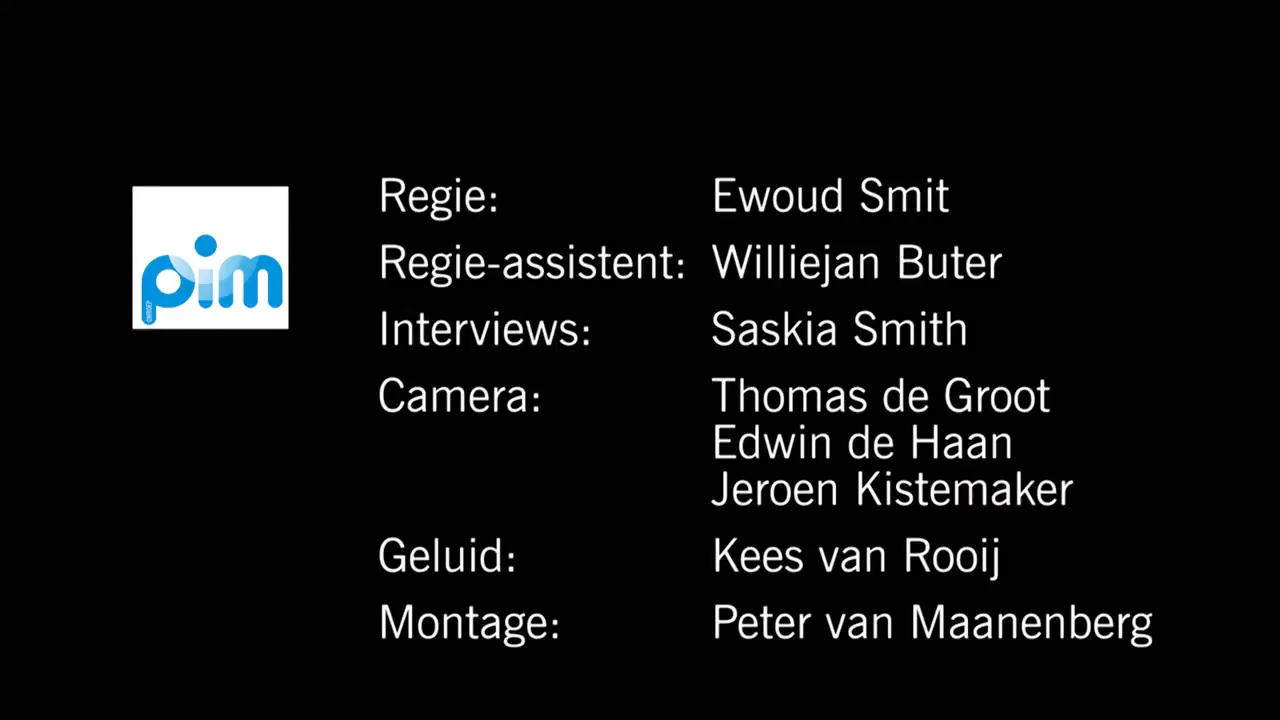 pim
OMROEP
Regie: Ewoud Smit
Regie-assistent: Williejan Buter
Interviews: Saskia Smith
Camera: Thomas de Groot
Edwin de Haan
Jeroen Kistemaker
Geluid: Kees van Rooij
Montage: Peter van Maanenberg